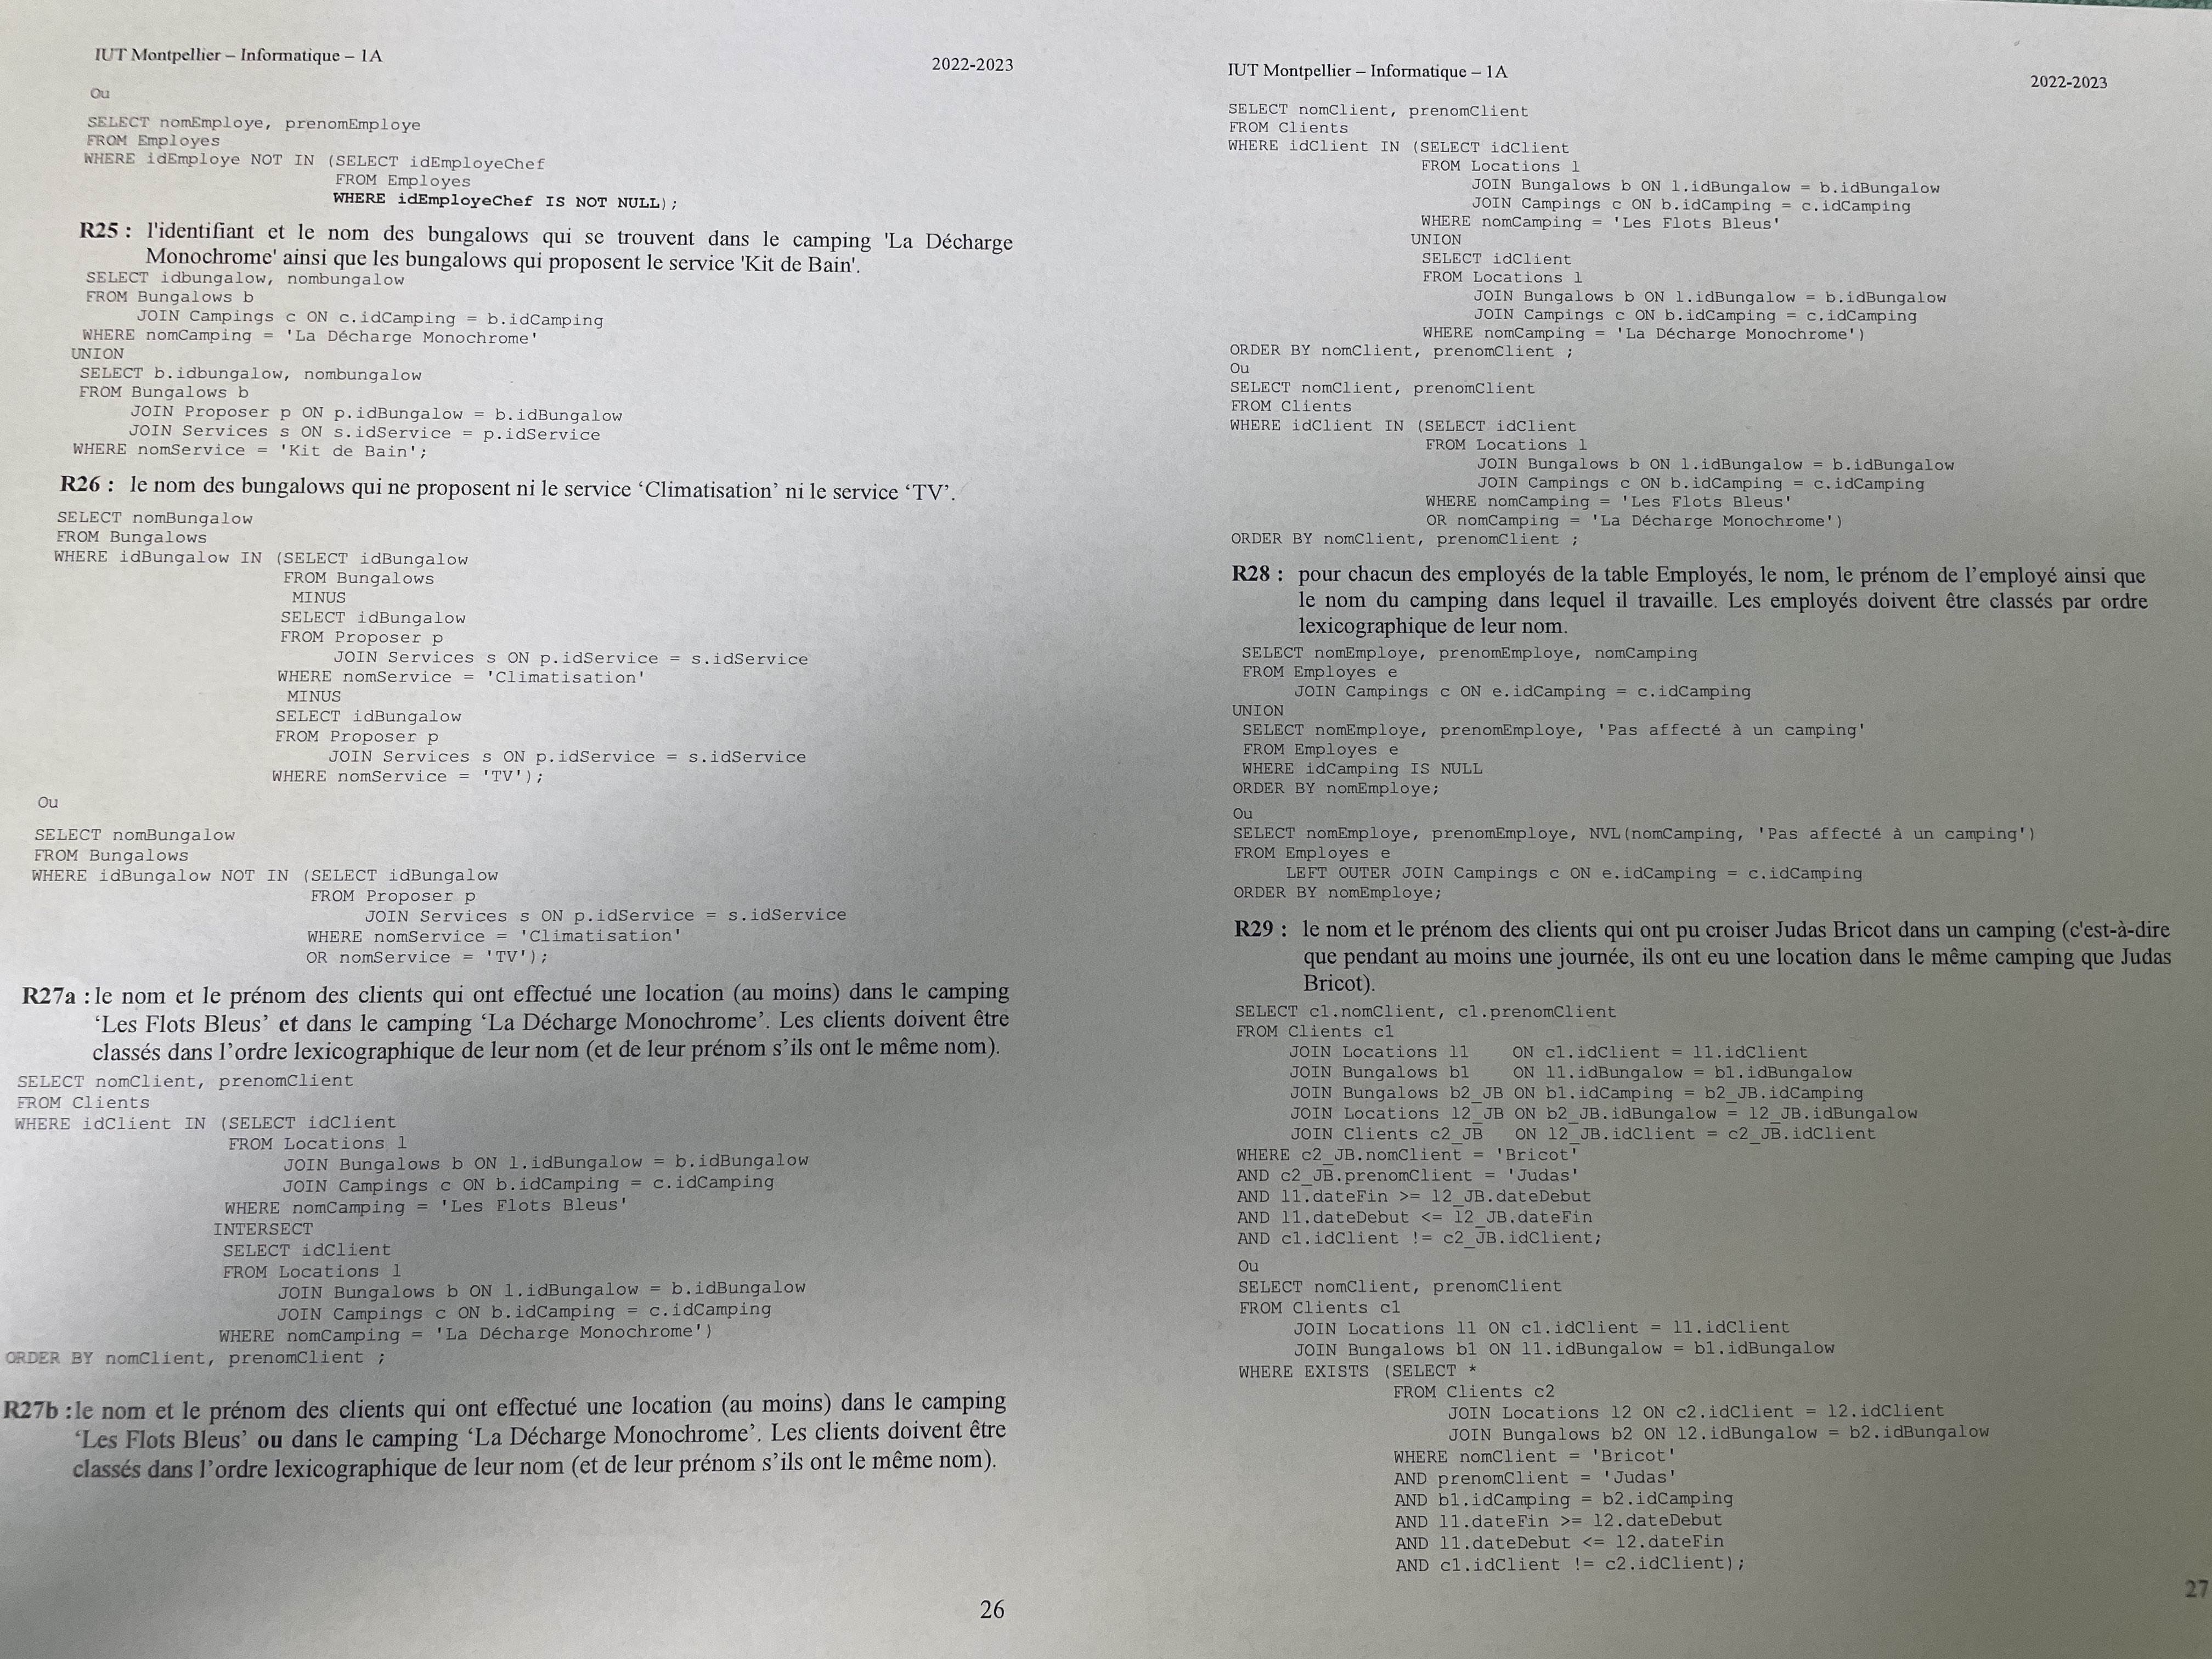 IUT Montpellier – Informatique – 1A
2022-2023
Ou
SELECT nomEmploye, prenomEmploye
FROM Employes
WHERE idEmploye NOT IN (SELECT idEmployeChef
FROM Employes
WHERE idEmployeChef IS NOT NULL);
R25 : l'identifiant et le nom des bungalows qui se trouvent dans le camping 'La Décharge
Monochrome' ainsi que les bungalows qui proposent le service 'Kit de Bain'.
SELECT idbungalow, nombungalow
FROM Bungalows b
JOIN Campings c ON c.idCamping = b.idCamping
WHERE nomCamping = 'La Décharge Monochrome'
UNION
SELECT b.idbungalow, nombungalow
FROM Bungalows b
JOIN Proposer p ON p.idBungalow = b.idBungalow
JOIN Services s ON s.idService = p.idService
WHERE nomService = 'Kit de Bain';
R26 : le nom des bungalows qui ne proposent ni le service ‘Climatisation’ ni le service ‘TV’.
SELECT nomBungalow
FROM Bungalows
WHERE idBungalow IN (SELECT idBungalow
FROM Bungalows
MINUS
SELECT idBungalow
FROM Proposer p
JOIN Services s ON p.idService = s.idService
WHERE nomService = 'Climatisation'
MINUS
SELECT idBungalow
FROM Proposer p
JOIN Services s ON p.idService = s.idService
WHERE nomService = 'TV');
Ou
SELECT nomBungalow
FROM Bungalows
WHERE idBungalow NOT IN (SELECT idBungalow
FROM Proposer p
JOIN Services s ON p.idService = s.idService
WHERE nomService = 'Climatisation'
OR nomService = 'TV');
R27a : le nom et le prénom des clients qui ont effectué une location (au moins) dans le camping
‘Les Flots Bleus’ et dans le camping ‘La Décharge Monochrome’. Les clients doivent être
classés dans l’ordre lexicographique de leur nom (et de leur prénom s’ils ont le même nom).
SELECT nomClient, prenomClient
FROM Clients
WHERE idClient IN (SELECT idClient
FROM Locations l
JOIN Bungalows b ON l.idBungalow = b.idBungalow
JOIN Campings c ON b.idCamping = c.idCamping
WHERE nomCamping = 'Les Flots Bleus'
INTERSECT
SELECT idClient
FROM Locations l
JOIN Bungalows b ON l.idBungalow = b.idBungalow
JOIN Campings c ON b.idCamping = c.idCamping
WHERE nomCamping = 'La Décharge Monochrome')
ORDER BY nomClient, prenomClient ;
R27b : le nom et le prénom des clients qui ont effectué une location (au moins) dans le camping
‘Les Flots Bleus’ ou dans le camping ‘La Décharge Monochrome’. Les clients doivent être
classés dans l’ordre lexicographique de leur nom (et de leur prénom s’ils ont le même nom).
26
IUT Montpellier – Informatique – 1A
2022-2023
SELECT nomClient, prenomClient
FROM Clients
WHERE idClient IN (SELECT idClient
FROM Locations l
JOIN Bungalows b ON l.idBungalow = b.idBungalow
JOIN Campings c ON b.idCamping = c.idCamping
WHERE nomCamping = 'Les Flots Bleus'
UNION
SELECT idClient
FROM Locations l
JOIN Bungalows b ON l.idBungalow = b.idBungalow
JOIN Campings c ON b.idCamping = c.idCamping
WHERE nomCamping = 'La Décharge Monochrome')
ORDER BY nomClient, prenomClient ;
Ou
SELECT nomClient, prenomClient
FROM Clients
WHERE idClient IN (SELECT idClient
FROM Locations l
JOIN Bungalows b ON l.idBungalow = b.idBungalow
JOIN Campings c ON b.idCamping = c.idCamping
WHERE nomCamping = 'Les Flots Bleus'
OR nomCamping = 'La Décharge Monochrome')
ORDER BY nomClient, prenomClient ;
R28 : pour chacun des employés de la table Employés, le nom, le prénom de l’employé ainsi que
le nom du camping dans lequel il travaille. Les employés doivent être classés par ordre
lexicographique de leur nom.
SELECT nomEmploye, prenomEmploye, nomCamping
FROM Employes e
JOIN Campings c ON e.idCamping = c.idCamping
UNION
SELECT nomEmploye, prenomEmploye, 'Pas affecté à un camping'
FROM Employes e
WHERE idCamping IS NULL
ORDER BY nomEmploye;
Ou
SELECT nomEmploye, prenomEmploye, NVL(nomCamping, 'Pas affecté à un camping')
FROM Employes e
LEFT OUTER JOIN Campings c ON e.idCamping = c.idCamping
ORDER BY nomEmploye;
R29 : le nom et le prénom des clients qui ont pu croiser Judas Bricot dans un camping (c'est-à-dire
que pendant au moins une journée, ils ont eu une location dans le même camping que Judas
Bricot).
SELECT c1.nomClient, c1.prenomClient
FROM Clients c1
JOIN Locations l1 ON c1.idClient = l1.idClient
JOIN Bungalows b1 ON l1.idBungalow = b1.idBungalow
JOIN Bungalows b2_JB ON b1.idCamping = b2_JB.idCamping
JOIN Locations l2_JB ON b2_JB.idBungalow = l2_JB.idBungalow
JOIN Clients c2_JB ON l2_JB.idClient = c2_JB.idClient
WHERE c2_JB.nomClient = 'Bricot'
AND c2_JB.prenomClient = 'Judas'
AND l1.dateFin >= l2_JB.dateDebut
AND l1.dateDebut <= l2_JB.dateFin
AND c1.idClient != c2_JB.idClient;
Ou
SELECT nomClient, prenomClient
FROM Clients c1
JOIN Locations l1 ON c1.idClient = l1.idClient
JOIN Bungalows b1 ON l1.idBungalow = b1.idBungalow
WHERE EXISTS (SELECT *
FROM Clients c2
JOIN Locations l2 ON c2.idClient = l2.idClient
JOIN Bungalows b2 ON l2.idBungalow = b2.idBungalow
WHERE nomClient = 'Bricot'
AND prenomClient = 'Judas'
AND b1.idCamping = b2.idCamping
AND l1.dateFin >= l2.dateDebut
AND l1.dateDebut <= l2.dateFin
AND c1.idClient != c2.idClient);
27